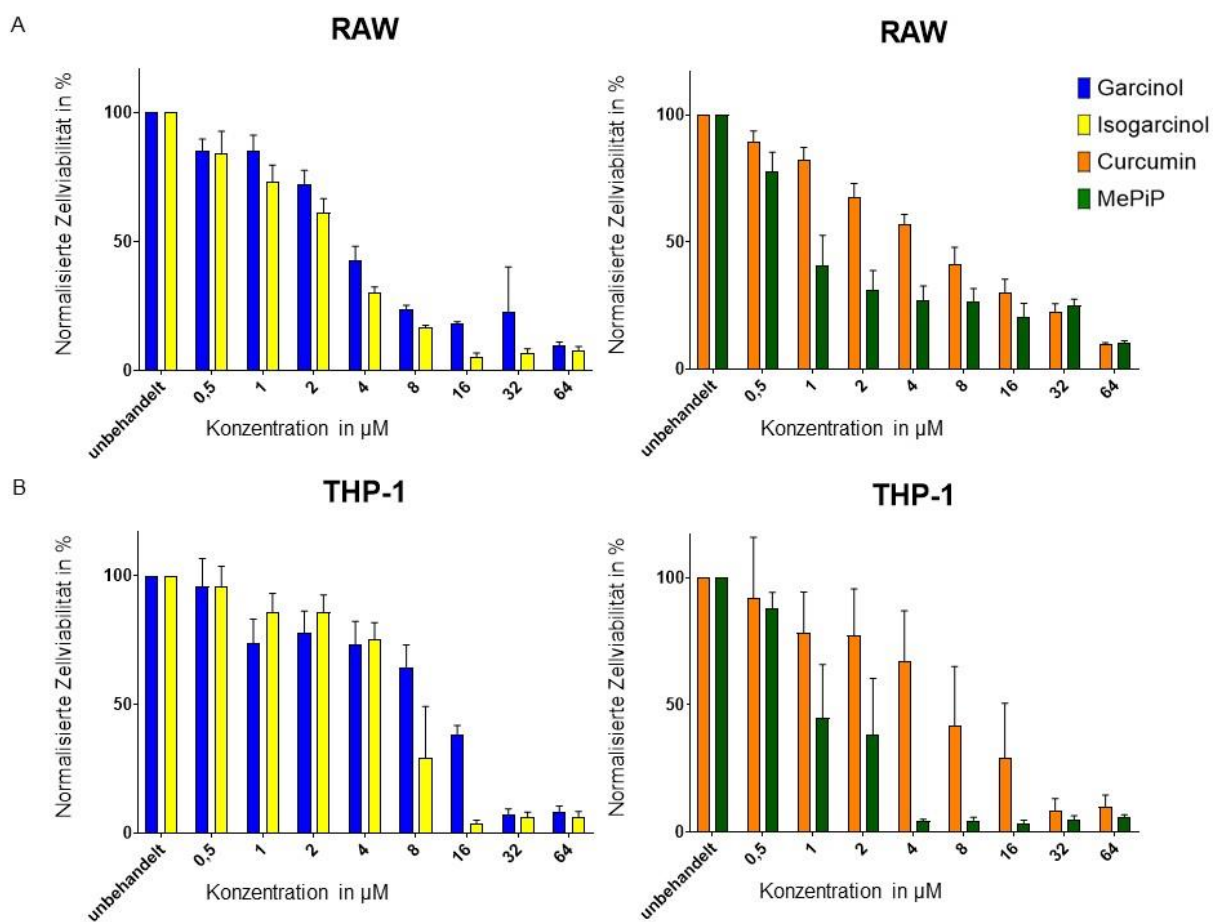 A
RAW
RAW
Normalisierte Zellviabilität in %
100
50
0
unbehandelt
0,5
1
2
4
8
16
32
64
Konzentration in µM
Normalisierte Zellviabilität in %
100
50
0
unbehandelt
0,5
1
2
4
8
16
32
64
Konzentration in µM
Garcinol
Isogarcinol
Curcumin
MePiP
B
THP-1
THP-1
Normalisierte Zellviabilität in %
100
50
0
unbehandelt
0,5
1
2
4
8
16
32
64
Konzentration in µM
Normalisierte Zellviabilität in %
100
50
0
unbehandelt
0,5
1
2
4
8
16
32
64
Konzentration in µM